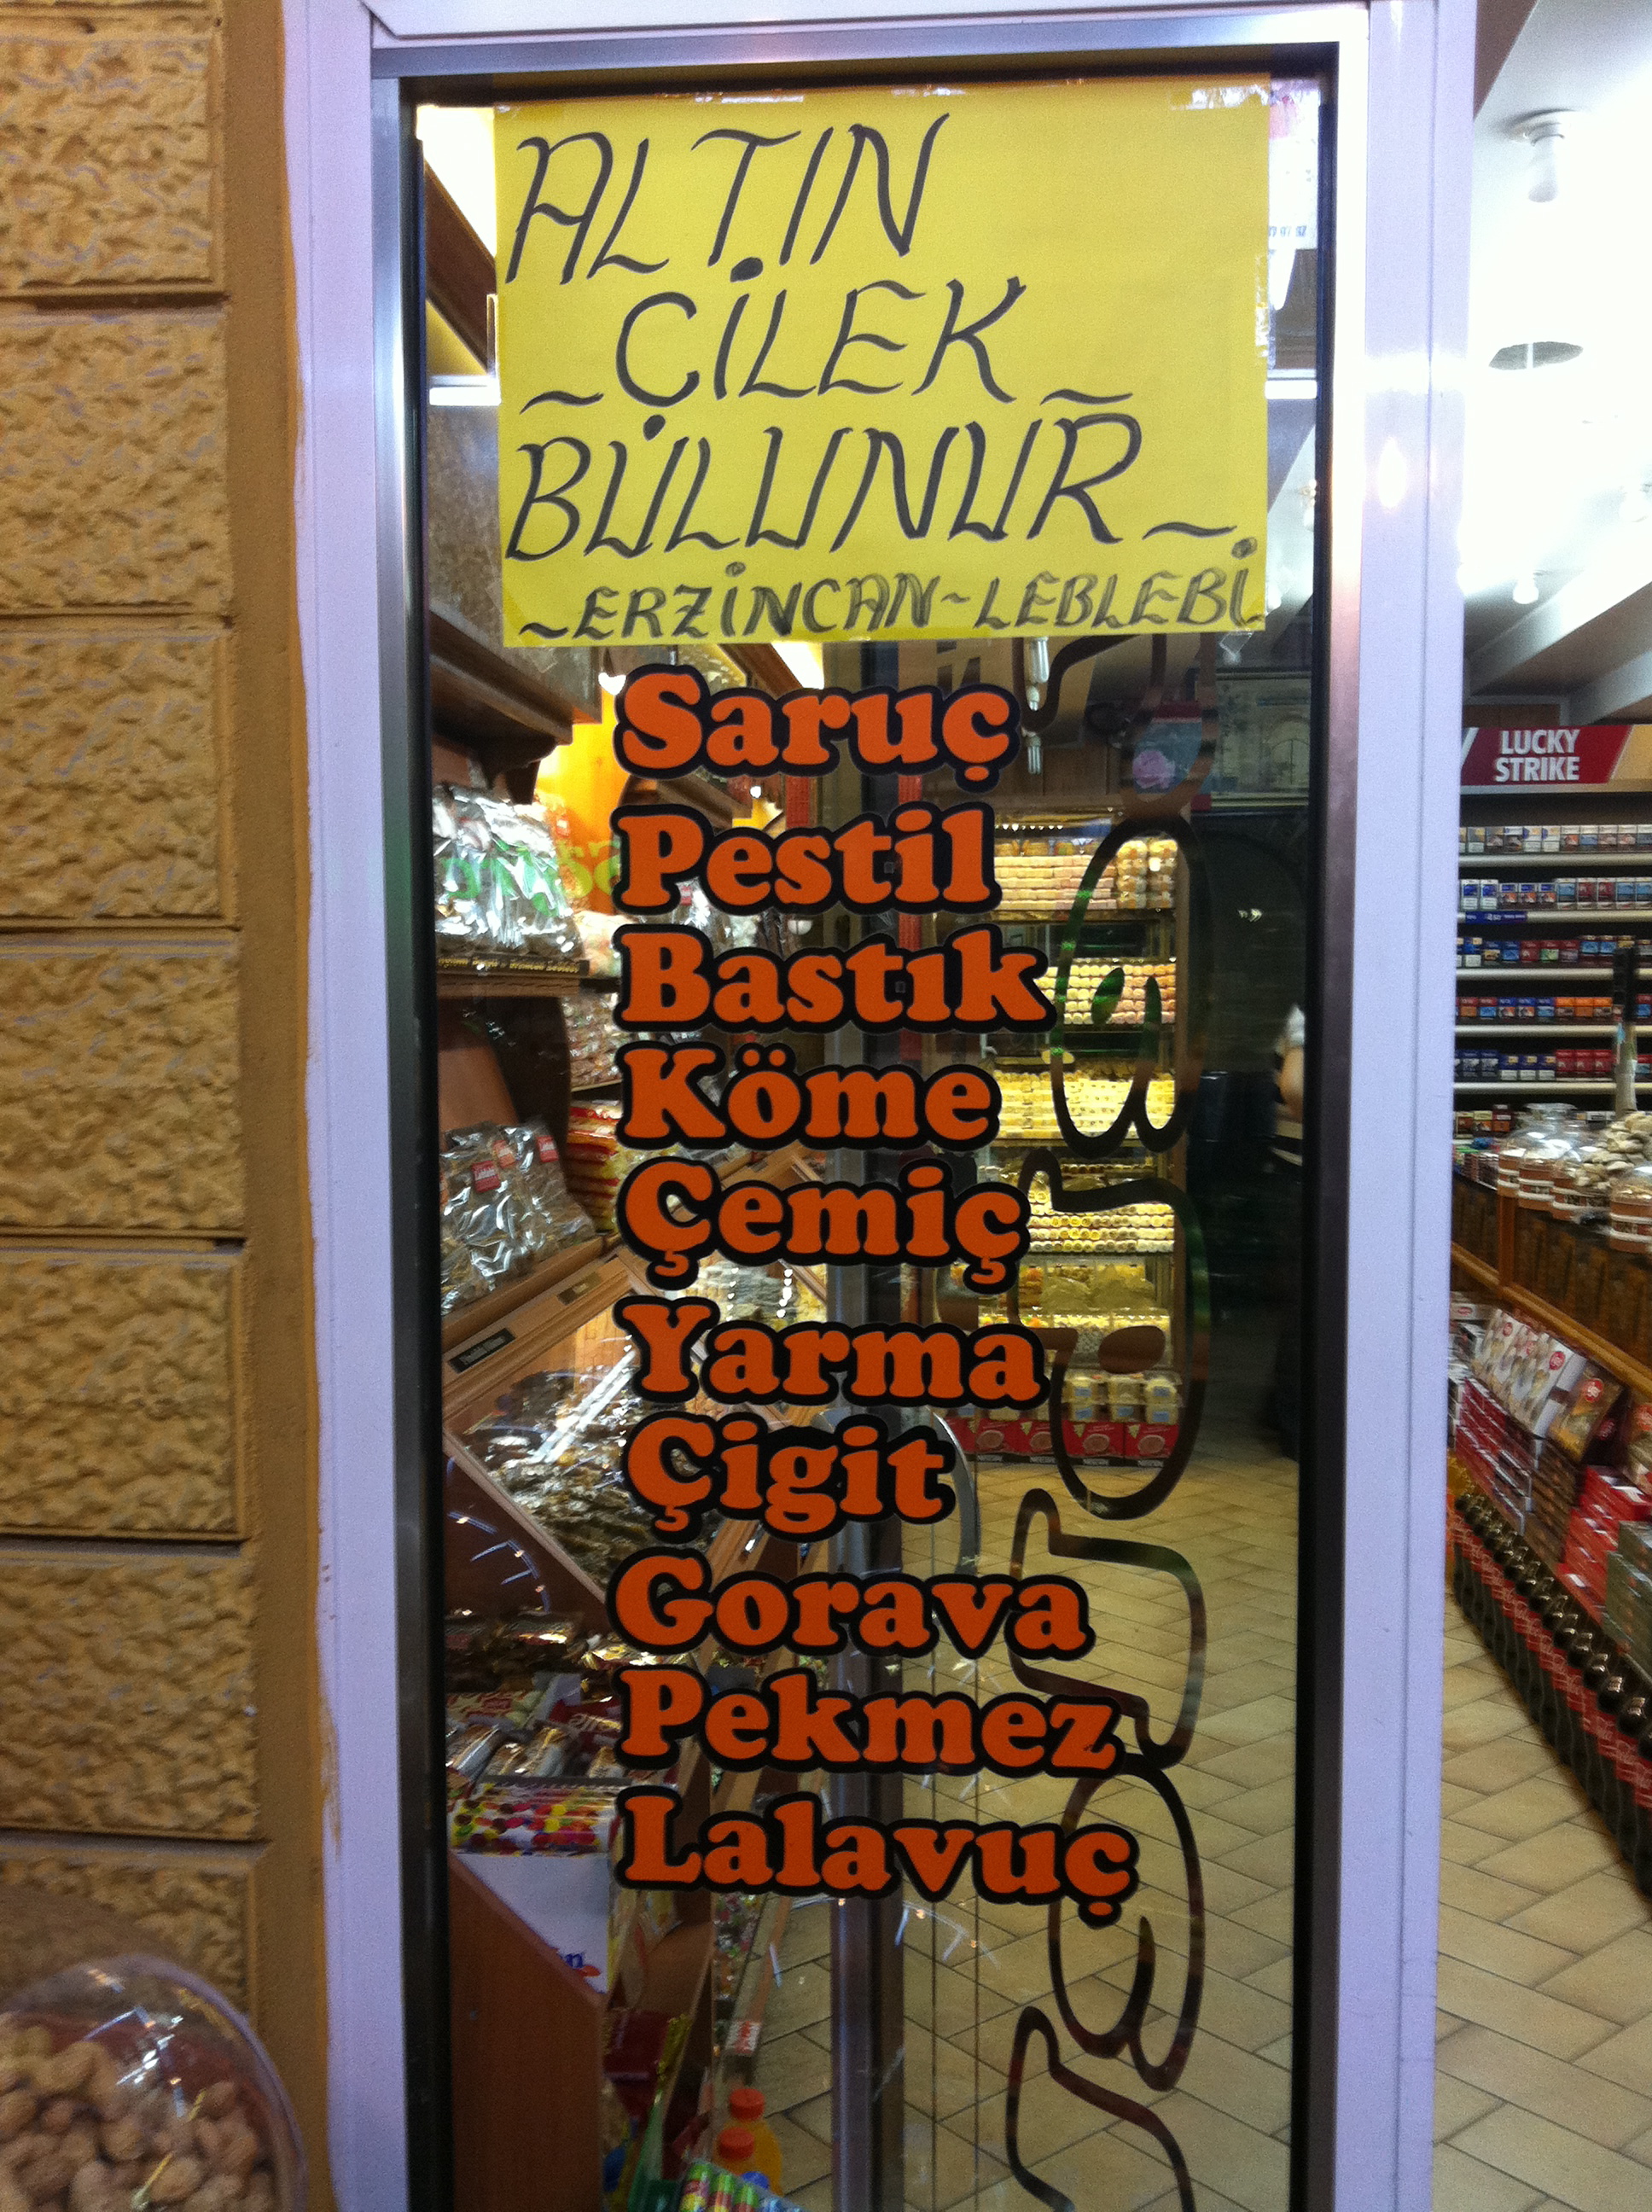 ALTIN
~ÇİLEK~
BULUNUR~
~ERZİNCAN~LEBLEBİ
Saruç
Pestil
Bastık
Köme
Çemiç
Yarma
Çigit
Gorava
Pekmez
Lalavuç
LUCKY
STRIKE